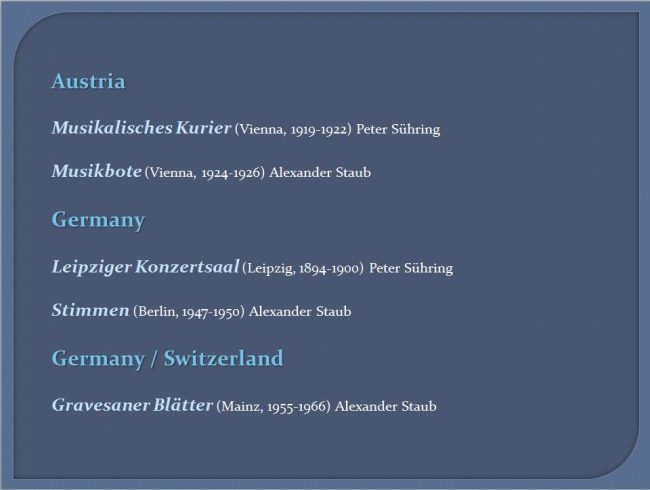 Austria
Musikalisches Kurier (Vienna, 1919-1922) Peter Sühring
Musikbote (Vienna, 1924-1926) Alexander Staub
Germany
Leipziger Konzertsaal (Leipzig, 1894-1900) Peter Sühring
Stimmen (Berlin, 1947-1950) Alexander Staub
Germany / Switzerland
Gravesaner Blätter (Mainz, 1955-1966) Alexander Staub